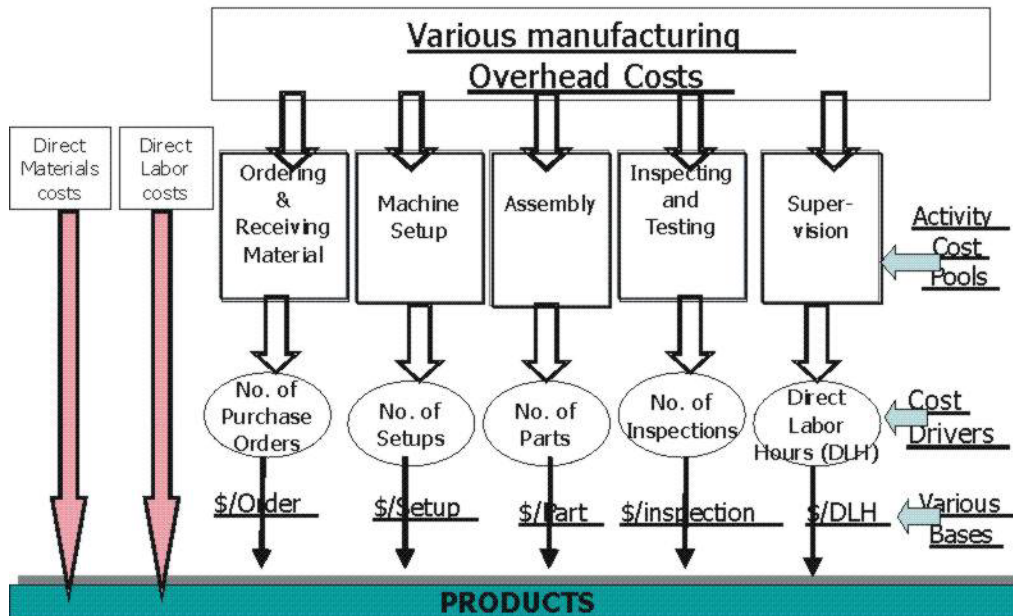 Various manufacturing
Overhead Costs
Direct
Materials
costs
Direct
Labor
costs
Ordering
&
Receiving
Material
Machine
Setup
Assembly
Inspecting
and
Testing
Super-
vision
Activity
Cost
Pools
No. of
Purchase
Orders
No. of
Setups
No. of
Parts
No. of
Inspections
Direct
Labor
Hours (DLH)
Cost
Drivers
$/Order
$/Setup
$/Part
$/inspection
$/DLH
Various
Bases
PRODUCTS